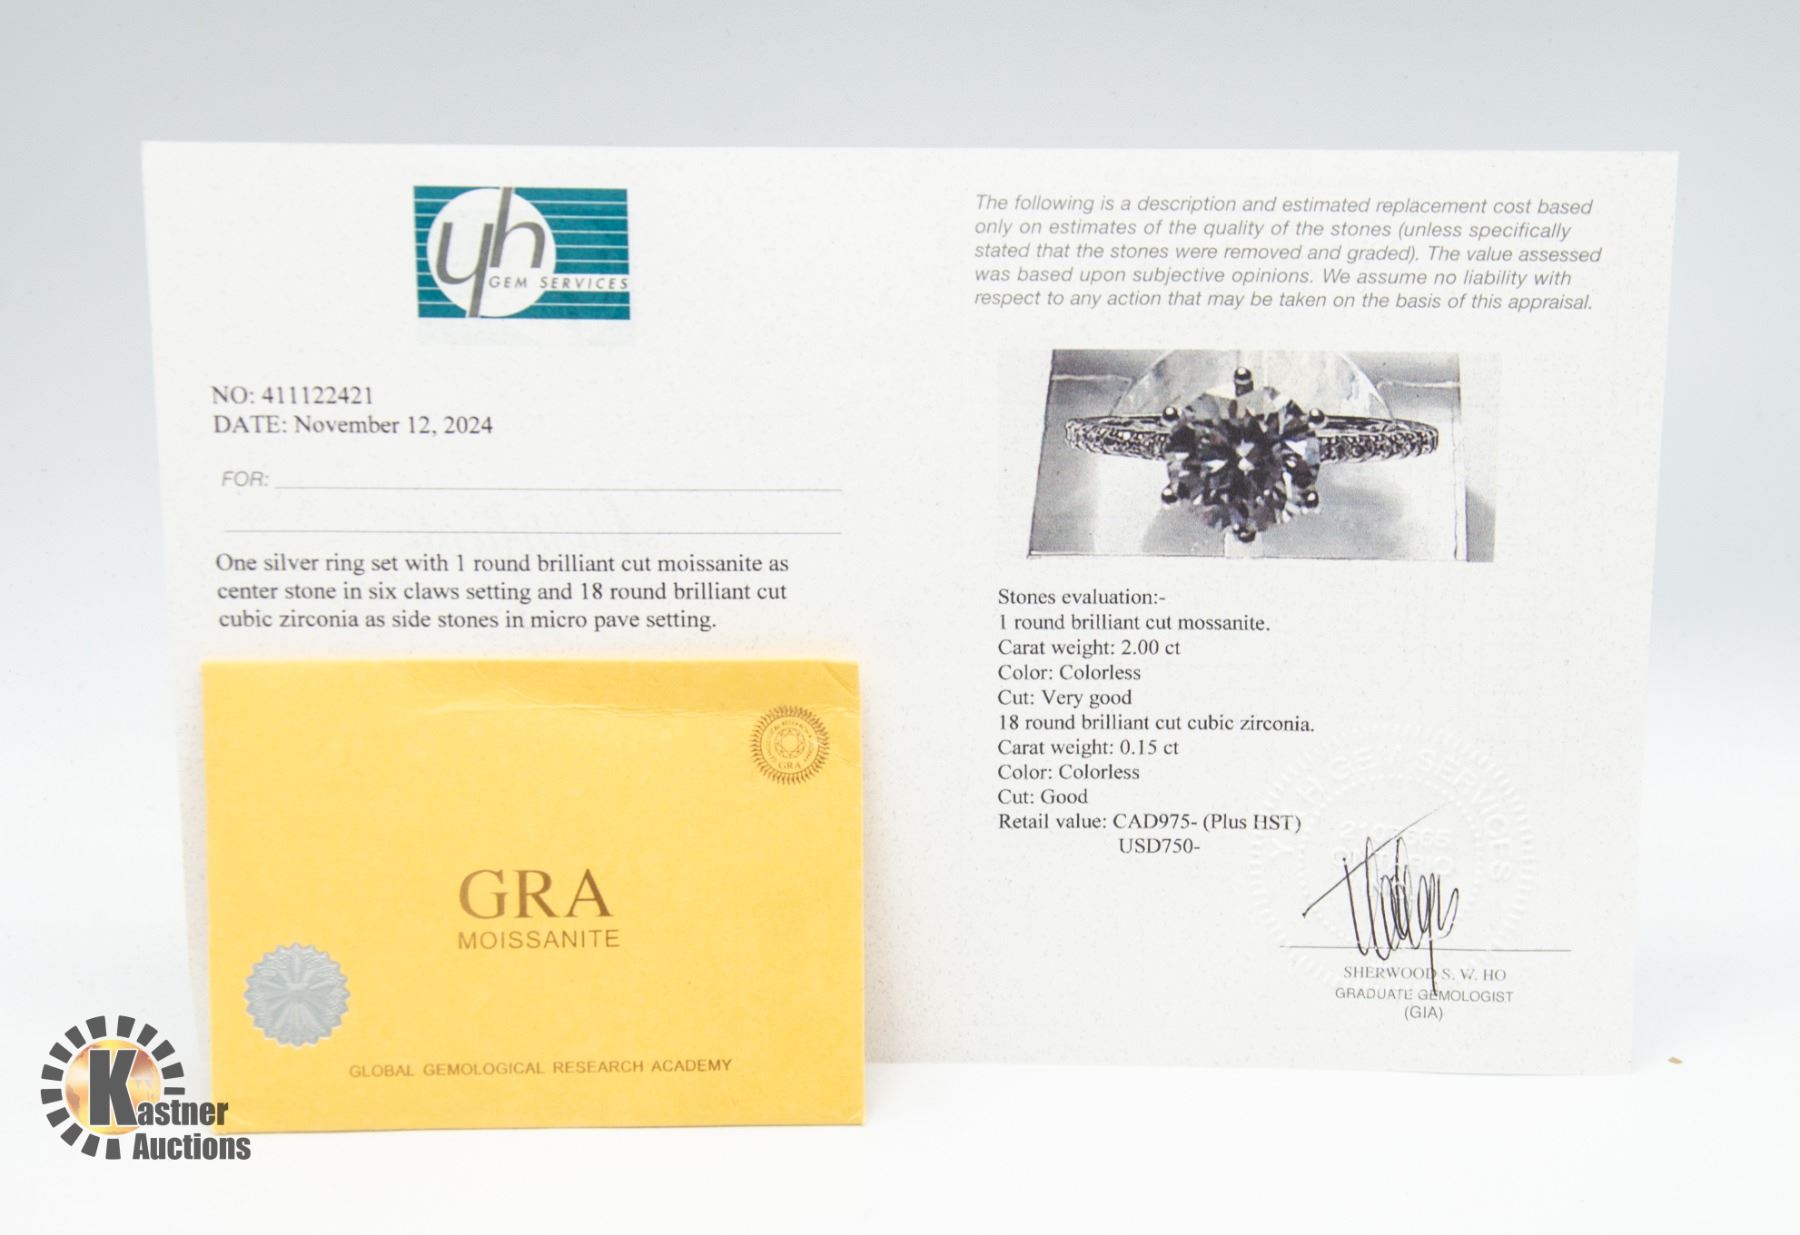 yh
GEM SERVICES
NO: 411122421
DATE: November 12, 2024
FOR:
One silver ring set with 1 round brilliant cut moissanite as
center stone in six claws setting and 18 round brilliant cut
cubic zirconia as side stones in micro pave setting.
The following is a description and estimated replacement cost based
only on estimates of the quality of the stones (unless specifically
stated that the stones were removed and graded). The value assessed
was based upon subjective opinions. We assume no liability with
respect to any action that may be taken on the basis of this appraisal.
Stones evaluation:-
1 round brilliant cut mossanite.
Carat weight: 2.00 ct
Color: Colorless
Cut: Very good
18 round brilliant cut cubic zirconia.
Carat weight: 0.15 ct
Color: Colorless
Cut: Good
Retail value: CAD975- (Plus HST)
USD750-
GEM SERVICES
SHERWOOD S. W. HO
GRADUATE GEMOLOGIST
(GIA)
GRA
GRA
MOISSANITE
GLOBAL GEMOLOGICAL RESEARCH ACADEMY
Kastner
Auctions